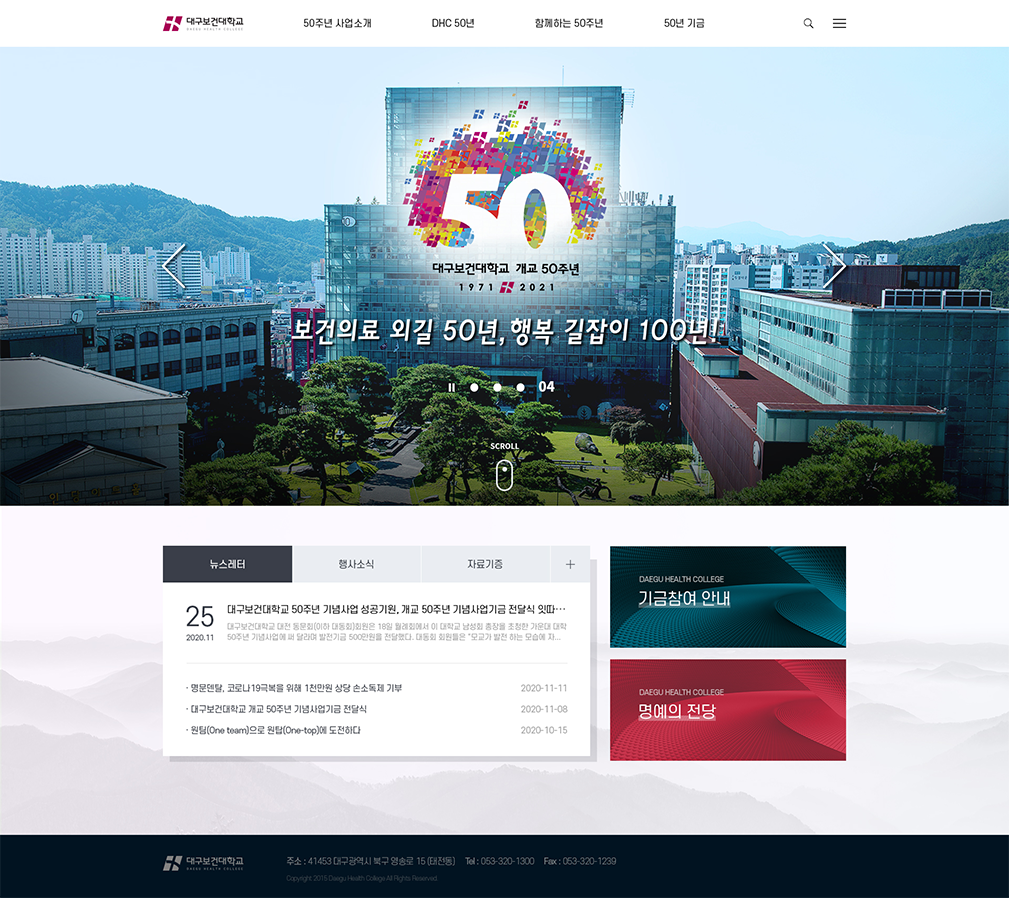 대구보건대학교
DAEGU HEALTH COLLEGE
50주년 사업소개
DHC 50년
함께하는 50주년
50년 기금
50
대구보건대학교 개교 50주년
1971 2021
보건의료 외길 50년, 행복 길잡이 100년!
04
SCROLL
뉴스레터
행사소식
자료기증
25
2020.11
대구보건대학교 50주년 기념사업 성공기원, 개교 50주년 기념사업기금 전달식 잇따…
대구보건대학교 대전 동문회(이하 대동회)회원은 18일 월례회에서 이 대학교 남성희 총장을 초청한 가운데 대학
50주년 기념사업에 써 달라며 발전기금 500만원을 전달했다. 대동회 회원들은 "모교가 발전 하는 모습에 자...
· 명문덴탈, 코로나19극복을 위해 1천만원 상당 손소독제 기부
2020-11-11
· 대구보건대학교 개교 50주년 기념사업기금 전달식
2020-11-08
· 원팀(One team)으로 원탑(One-top)에 도전하다
2020-10-15
DAEGU HEALTH COLLEGE
기금참여 안내
DAEGU HEALTH COLLEGE
명예의 전당
대구보건대학교
DAEGU HEALTH COLLEGE
주소 : 41453 대구광역시 북구 영송로 15 (태전동) Tel : 053-320-1300 Fax : 053-320-1239
Copyright 2015 Daegu Health College All Rights Reserved.